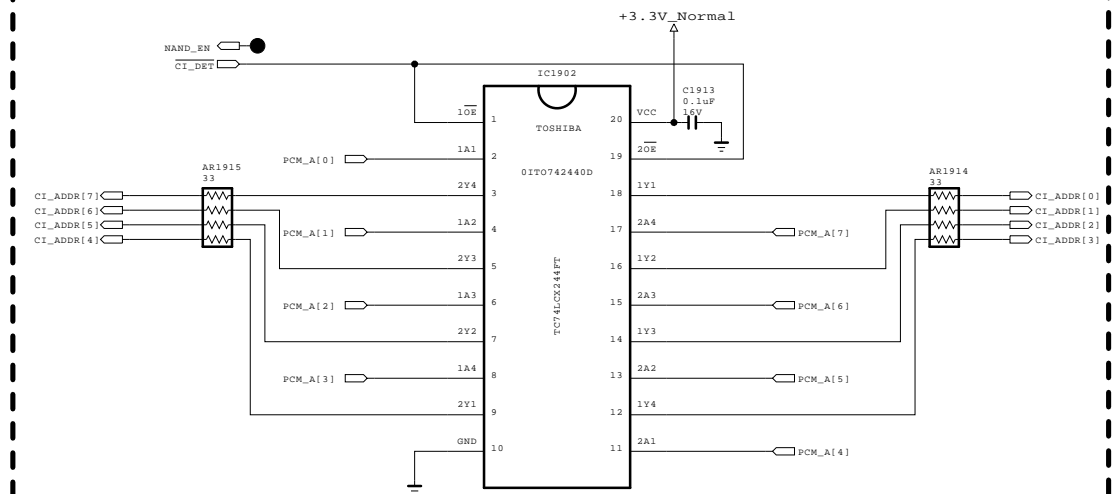 +3.3V_Normal
NAND_EN
CI_DET
IC1902
C1913
0.1uF
16V
1OE
1
TOSHIBA
20
VCC
1A1
PCM_A[0]
2
0ITO742440D
19
2OE
AR1915
33
2Y4
3
18
1Y1
AR1914
33
CI_ADDR[7]
CI_ADDR[6]
CI_ADDR[5]
CI_ADDR[4]
CI_ADDR[0]
CI_ADDR[1]
CI_ADDR[2]
CI_ADDR[3]
1A2
PCM_A[1]
4
17
2A4
PCM_A[7]
2Y3
5
TC74LCX244FT
16
1Y2
1A3
PCM_A[2]
6
15
2A3
PCM_A[6]
2Y2
7
14
1Y3
1A4
PCM_A[3]
8
13
2A2
PCM_A[5]
2Y1
9
12
1Y4
GND
10
11
2A1
PCM_A[4]